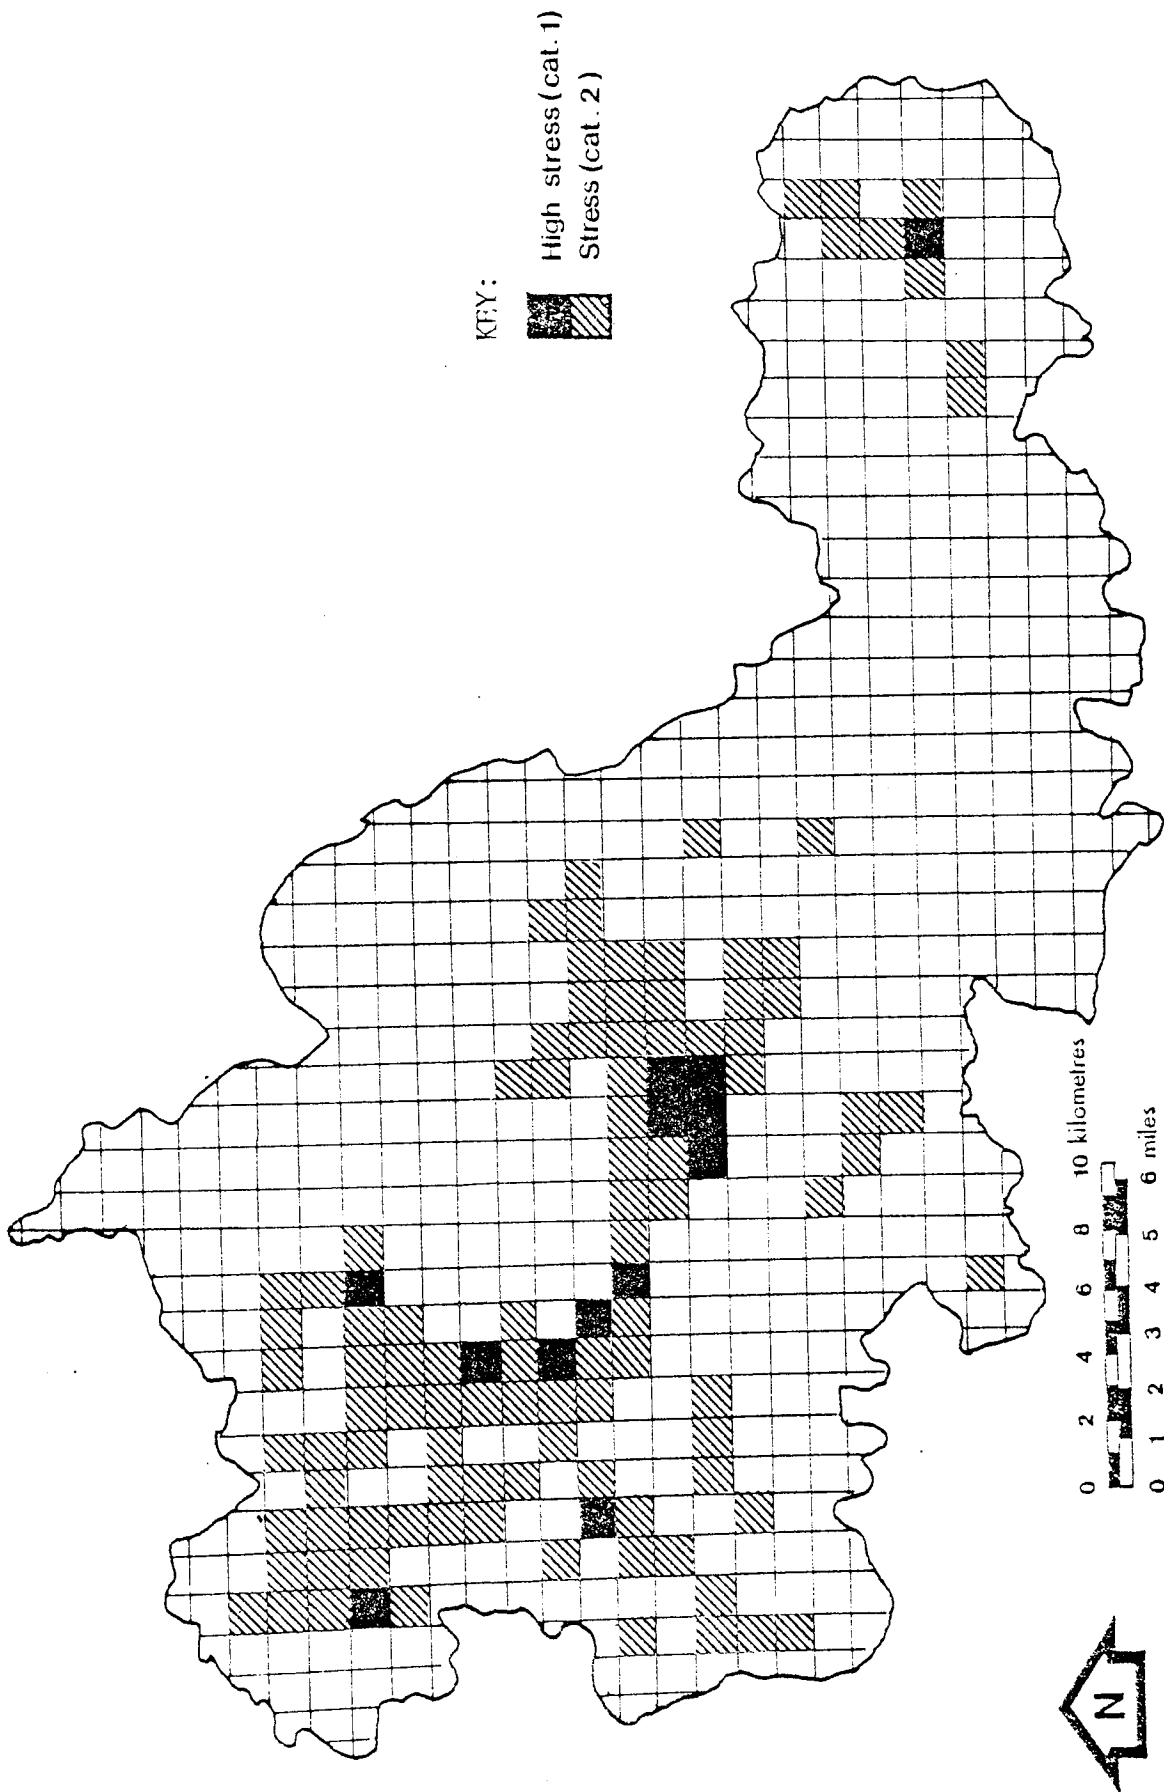 KEY:
High stress (cat. 1)
Stress (cat. 2)
0 2 4 6 8 10 kilometres
0 1 2 3 4 5 6 miles
N